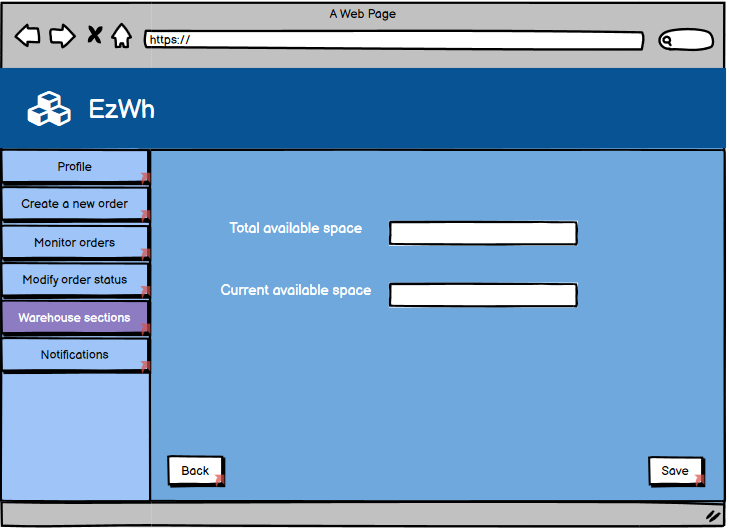 A Web Page
https://
EzWh
Profile
Create a new order
Monitor orders
Modify order status
Warehouse sections
Notifications
Total available space
Current available space
Back
Save